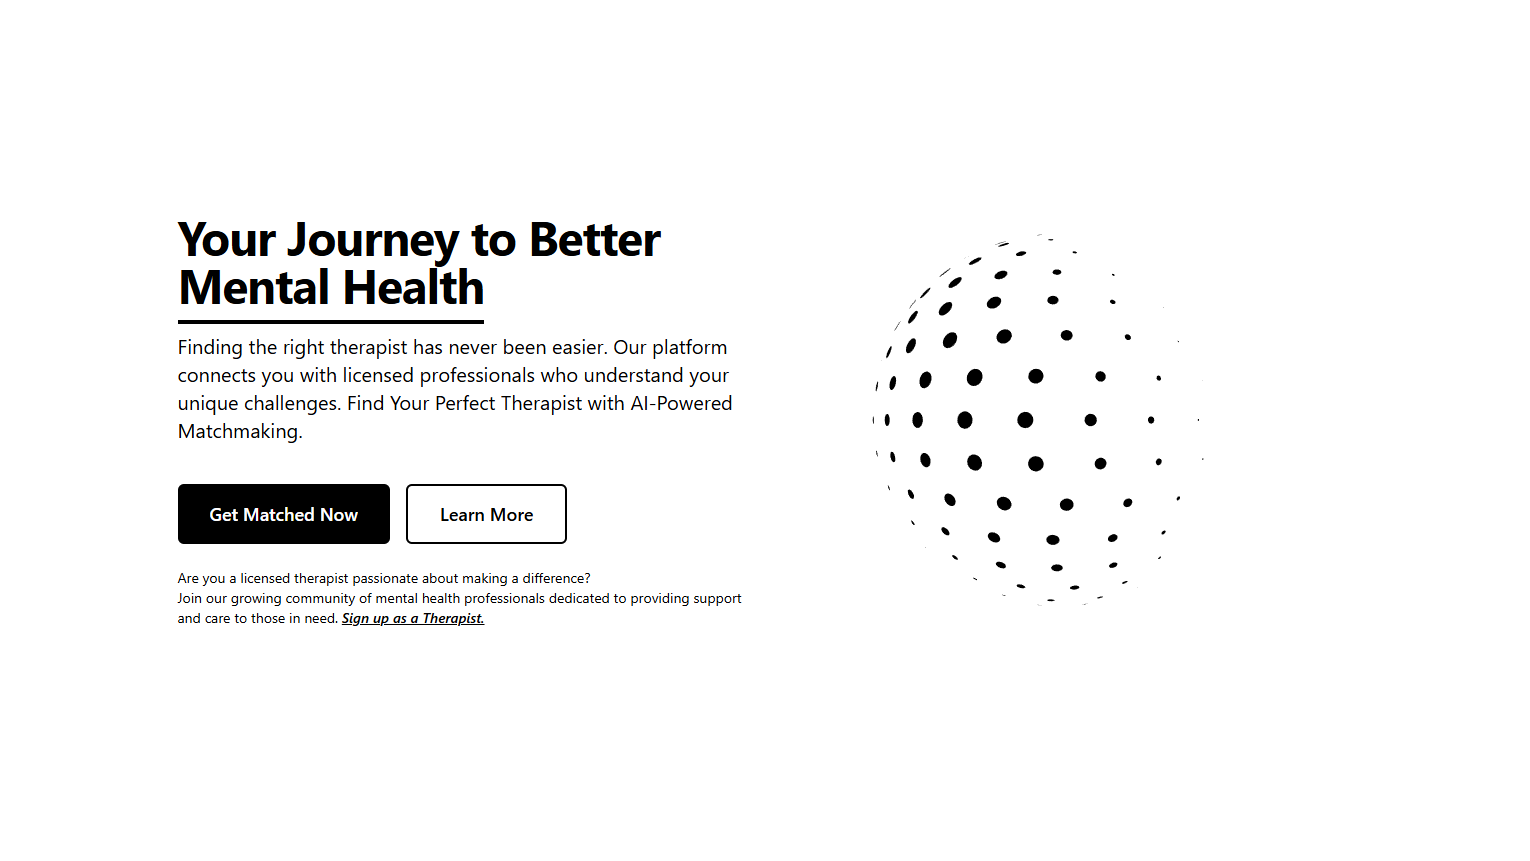 Your Journey to Better
Mental Health
Finding the right therapist has never been easier. Our platform
connects you with licensed professionals who understand your
unique challenges. Find Your Perfect Therapist with AI-Powered
Matchmaking.
Get Matched Now
Learn More
Are you a licensed therapist passionate about making a difference?
Join our growing community of mental health professionals dedicated to providing support
and care to those in need. Sign up as a Therapist.